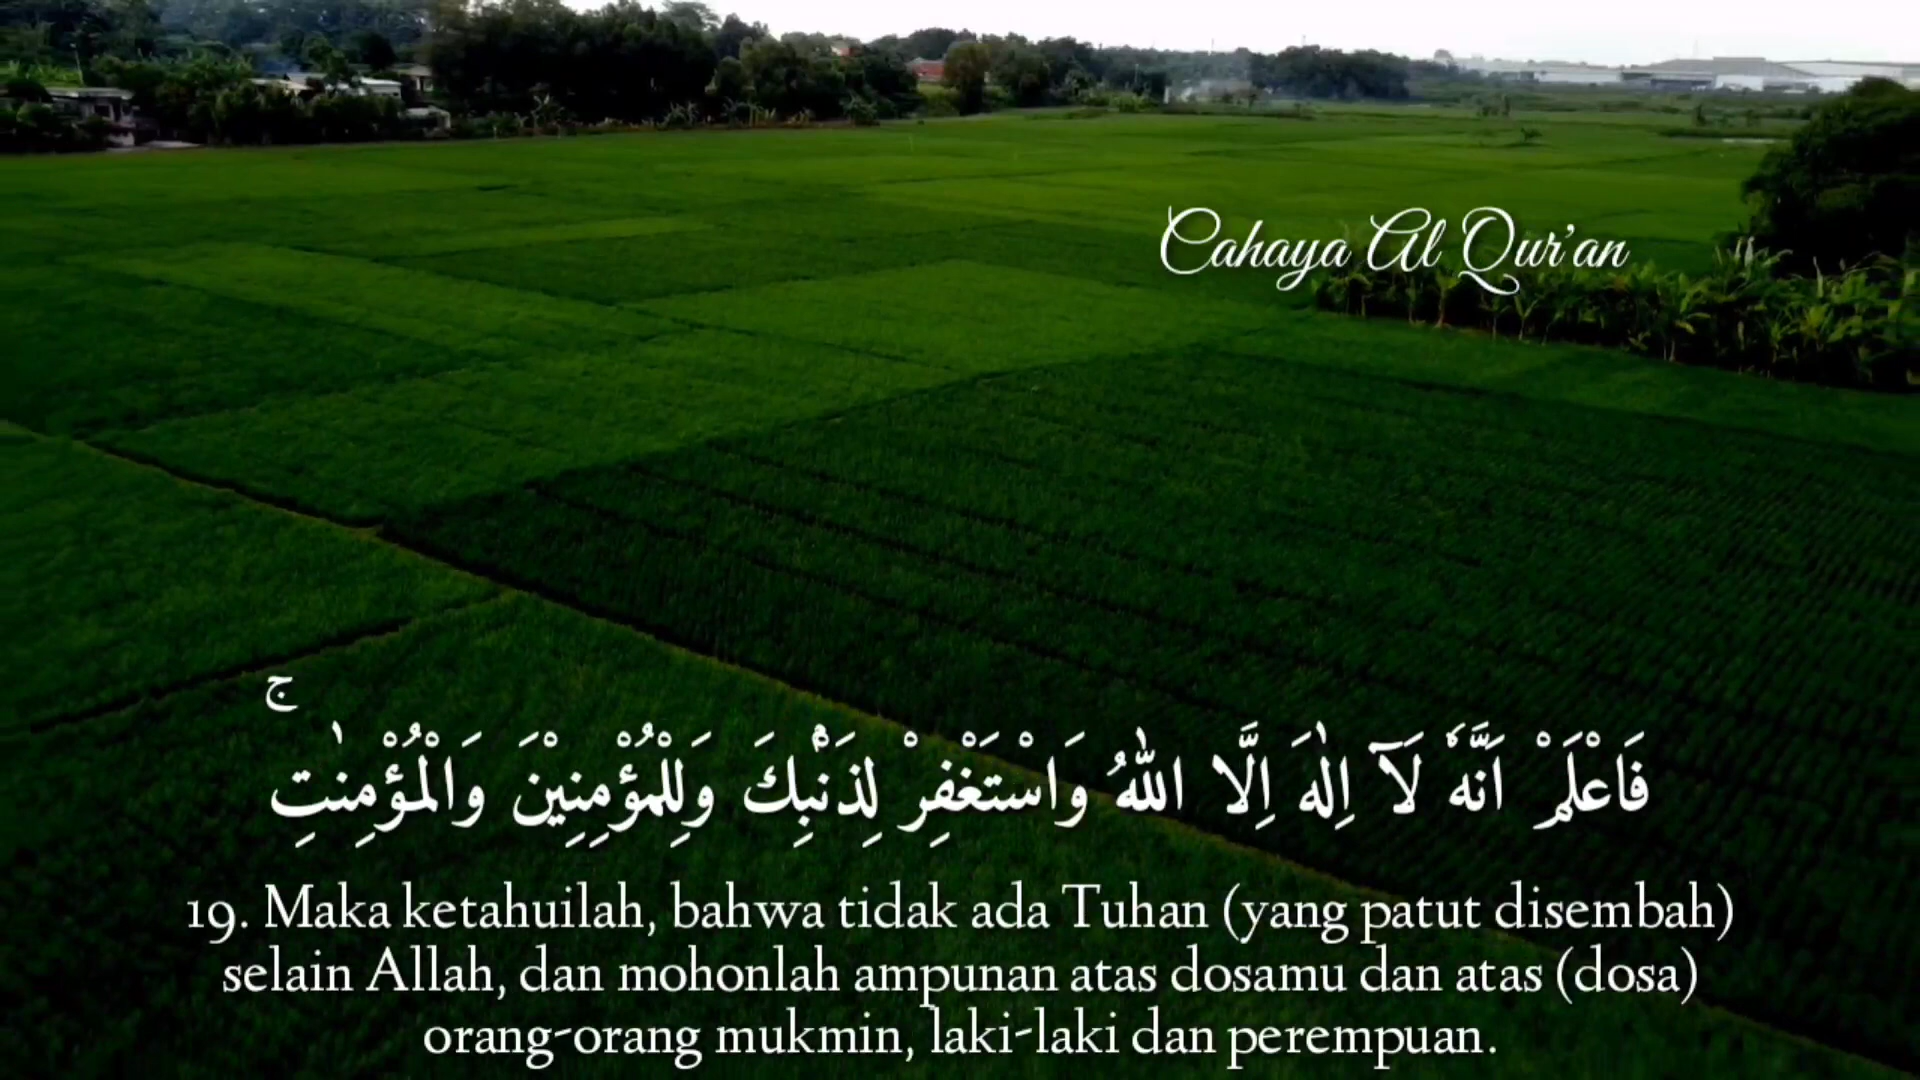 Cahaya Al Qur'an
فَاعْلَمْ اَنَّهٗ لَآ اِلٰهَ اِلَّا اللّٰهُ وَاسْتَغْفِرْ لِذَنْۢبِكَ وَلِلْمُؤْمِنِيْنَ وَالْمُؤْمِنٰتِۚ
19. Maka ketahuilah, bahwa tidak ada Tuhan (yang patut disembah)
selain Allah, dan mohonlah ampunan atas dosamu dan atas (dosa)
orang-orang mukmin, laki-laki dan perempuan.